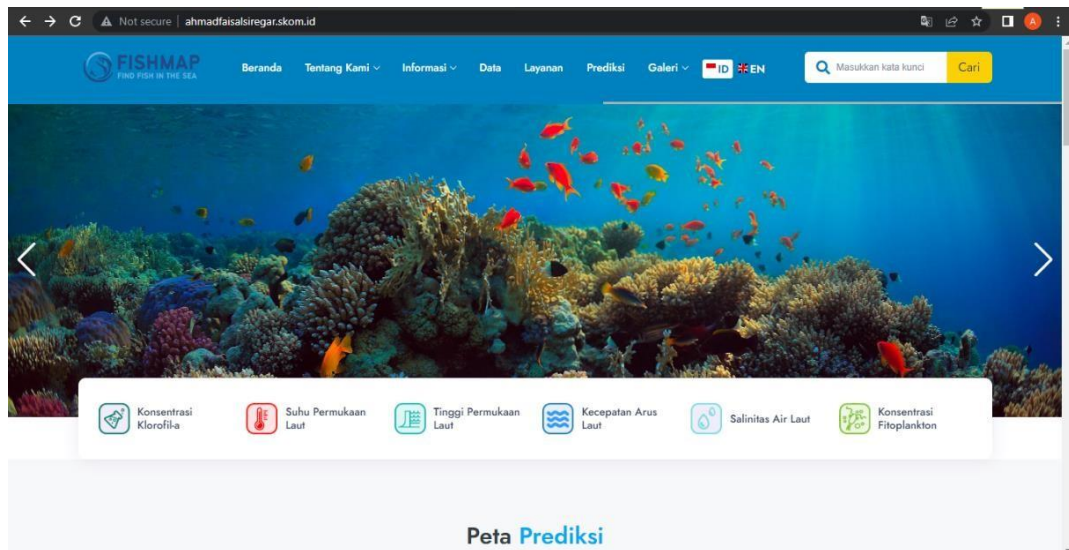 Not secure | ahmadfaisalsiregar.skom.id
A
FISHMAP
FIND FISH IN THE SEA
Beranda Tentang Kami Informasi Data Layanan Prediksi Galeri ID EN Masukkan kata kunci Cari
Konsentrasi
Klorofil-a
Suhu Permukaan
Laut
Tinggi Permukaan
Laut
Kecepatan Arus
Laut
Salinitas Air Laut
Konsentrasi
Fitoplankton
Peta Prediksi